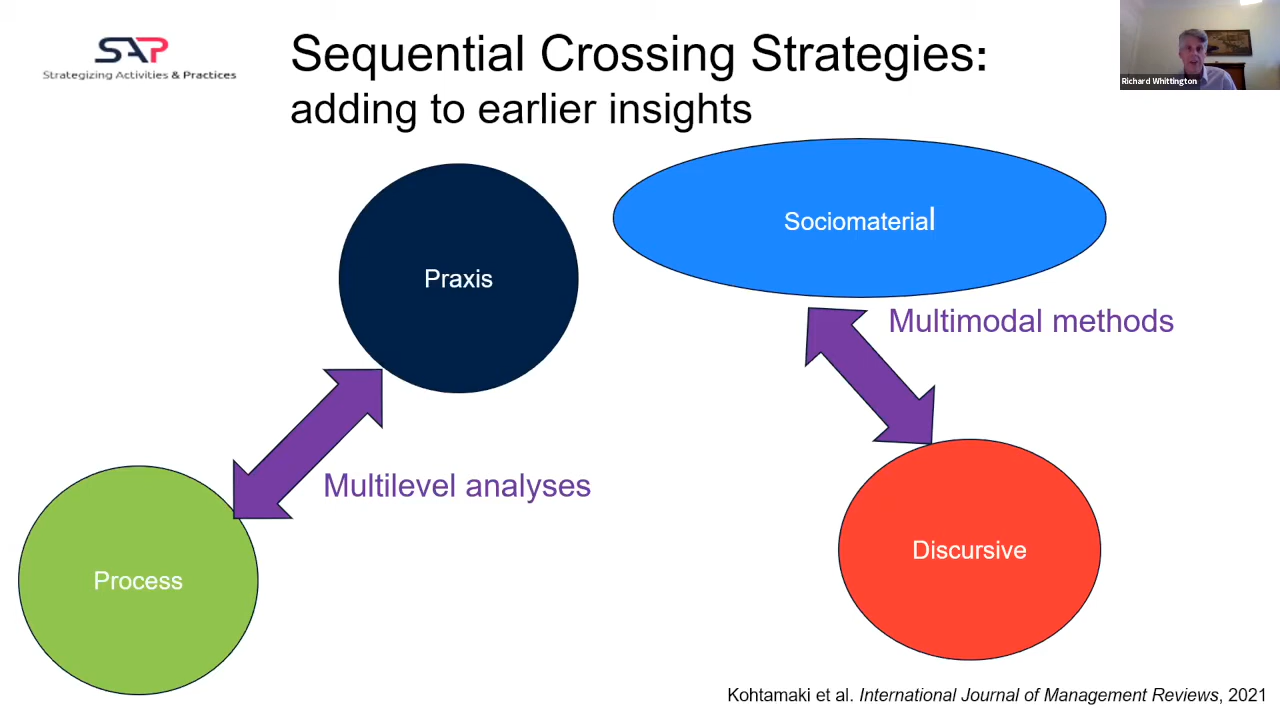 SAP
Strategizing Activities & Practices
Sequential Crossing Strategies:
adding to earlier insights
Richard Whittington
Sociomaterial
Praxis
Multimodal methods
Multilevel analyses
Discursive
Process
Kohtamaki et al. International Journal of Management Reviews, 2021